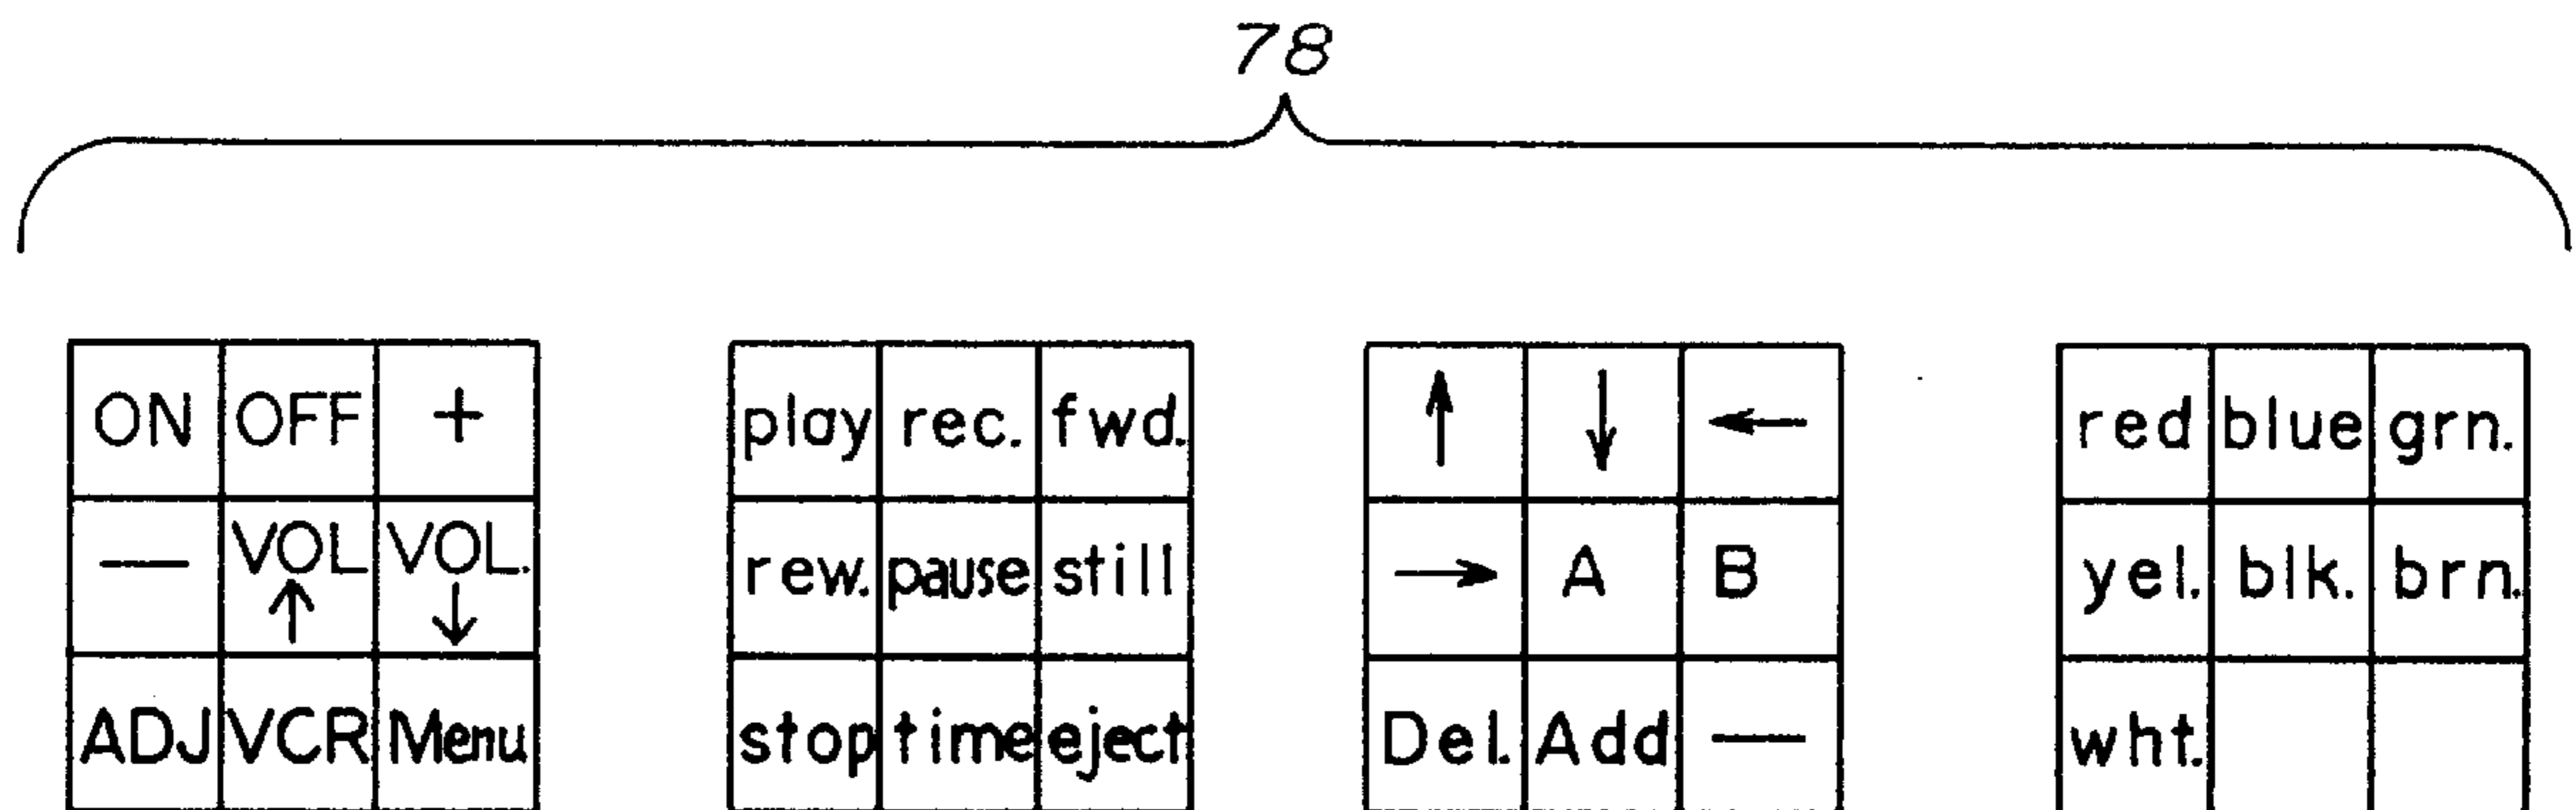 78
ON OFF +
— VOL ↑ VOL. ↓
ADJ VCR Menu
play rec. fwd.
rew. pause still
stop time eject
↑ ↓ ←
→ A B
Del. Add —
red blue grn.
yel. blk. brn.
wht.